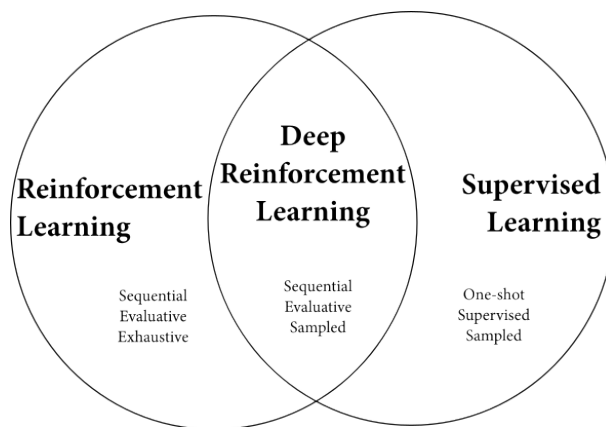 Reinforcement
Learning
Sequential
Evaluative
Exhaustive
Deep
Reinforcement
Learning
Sequential
Evaluative
Sampled
Supervised
Learning
One-shot
Supervised
Sampled